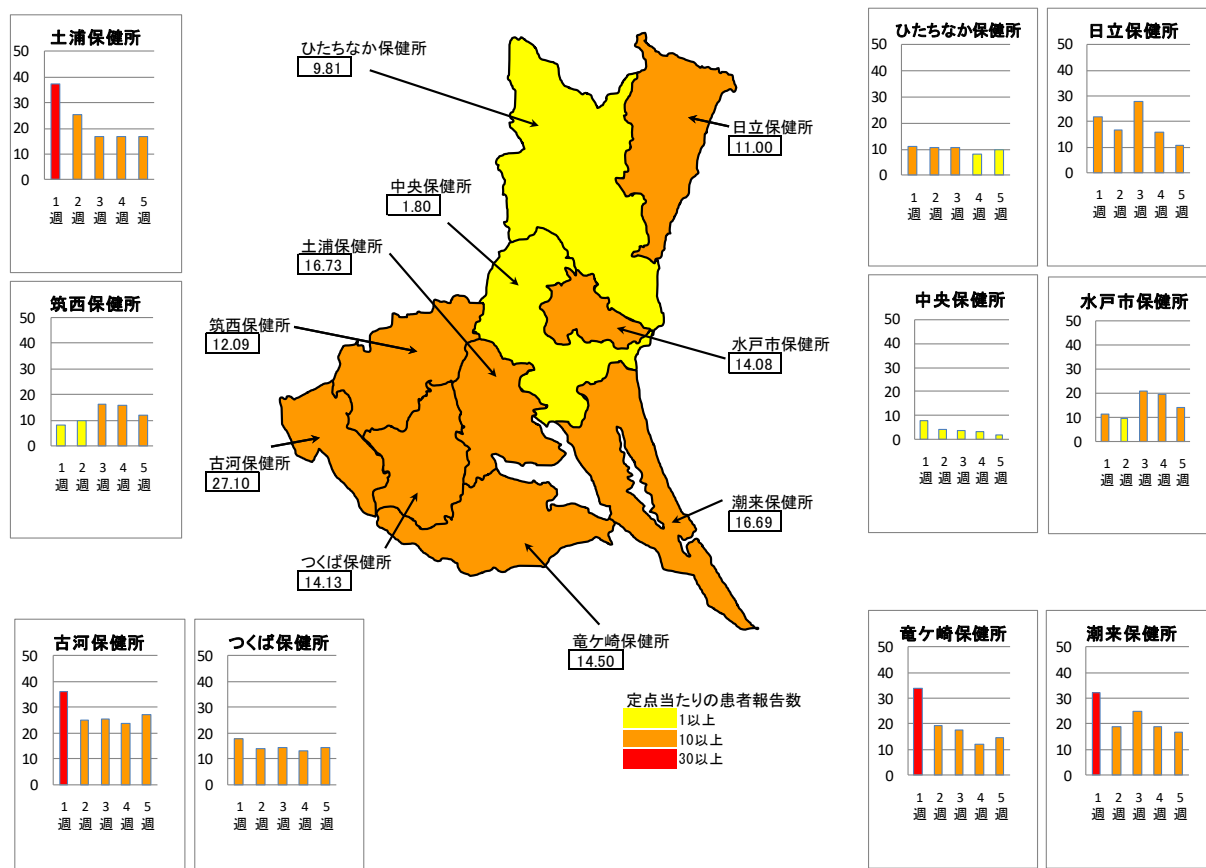 土浦保健所
50
40
30
20
10
0
1 2 3 4 5
週 週 週 週 週
筑西保健所
50
40
30
20
10
0
1 2 3 4 5
週 週 週 週 週
ひたちなか保健所
9.81
日立保健所
11.00
中央保健所
1.80
土浦保健所
16.73
筑西保健所
12.09
水戸市保健所
14.08
古河保健所
27.10
潮来保健所
16.69
つくば保健所
14.13
竜ケ崎保健所
14.50
定点当たりの患者報告数
1以上
10以上
30以上
ひたちなか保健所
50
40
30
20
10
0
1 2 3 4 5
週 週 週 週 週
日立保健所
50
40
30
20
10
0
1 2 3 4 5
週 週 週 週 週
中央保健所
50
40
30
20
10
0
1 2 3 4 5
週 週 週 週 週
水戸市保健所
50
40
30
20
10
0
1 2 3 4 5
週 週 週 週 週
古河保健所
50
40
30
20
10
0
1 2 3 4 5
週 週 週 週 週
つくば保健所
50
40
30
20
10
0
1 2 3 4 5
週 週 週 週 週
竜ケ崎保健所
50
40
30
20
10
0
1 2 3 4 5
週 週 週 週 週
潮来保健所
50
40
30
20
10
0
1 2 3 4 5
週 週 週 週 週